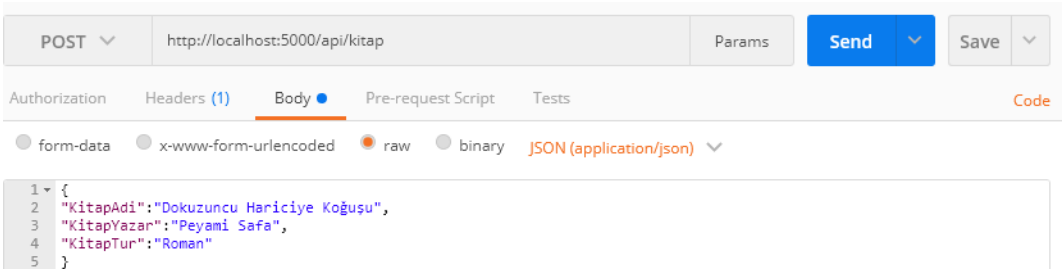 POST http://localhost:5000/api/kitap Params Send Save
Authorization Headers (1) Body Pre-request Script Tests Code
form-data x-www-form-urlencoded raw binary JSON (application/json)
1 {
2 "KitapAdi":"Dokuzuncu Hariciye Koğuşu",
3 "KitapYazar":"Peyami Safa",
4 "KitapTur":"Roman"
5 }